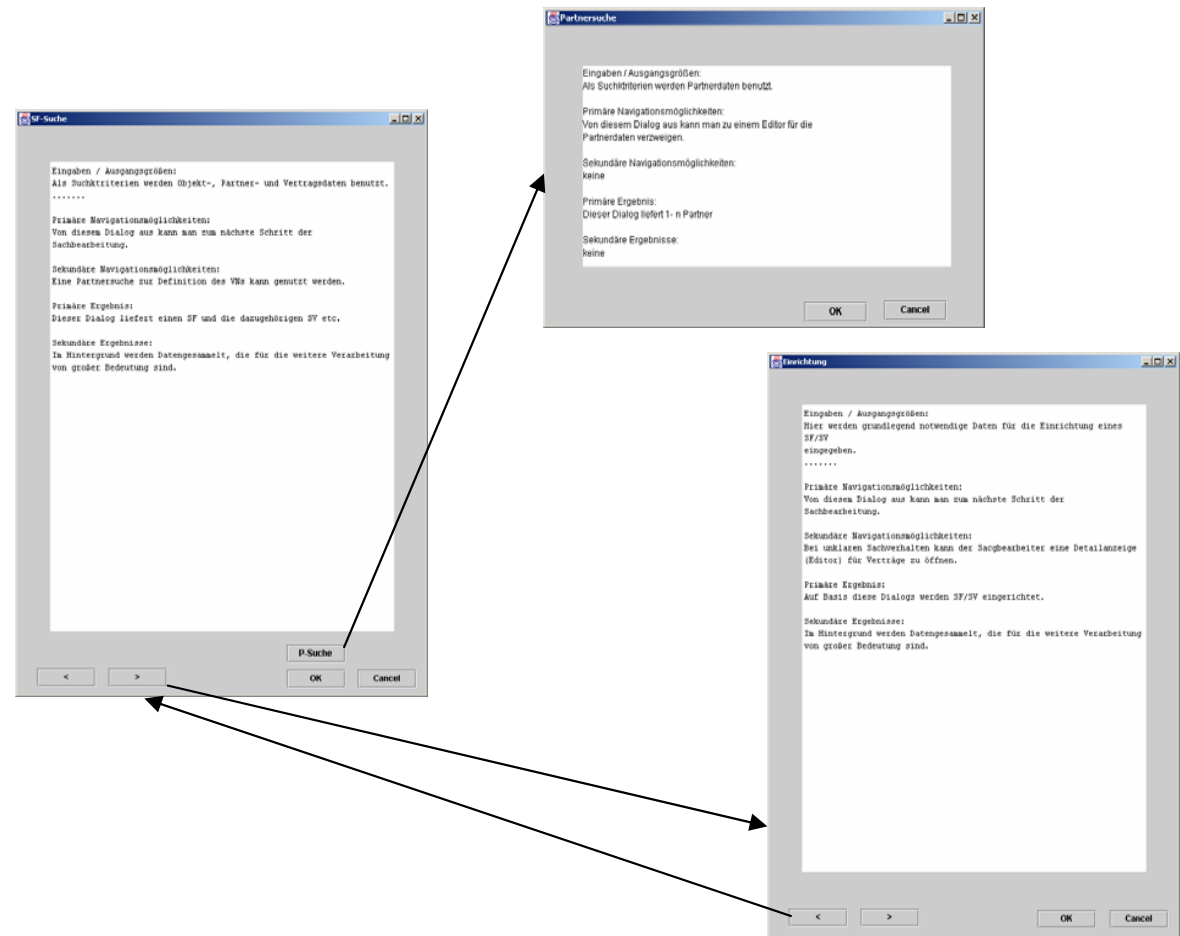 SF-Suche
Eingaben / Ausgangsgrößen:
Als Suchktriterien werden Objekt-, Partner- und Vertragsdaten benutzt.
.......
Primäre Navigationsmöglichkeiten:
Von diesem Dialog aus kann man zum nächste Schritt der
Sachbearbeitung.
Sekundäre Navigationsmöglichkeiten:
Eine Partnersuche zur Definition des VNs kann genutzt werden.
Primäre Ergebnis:
Dieser Dialog liefert einen SF und die dazugehörigen SV etc.
Sekundäre Ergebnisse:
Im Hintergrund werden Datengesammelt, die für die weitere Verarbeitung
von großer Bedeutung sind.
P-Suche
< > OK Cancel
Partnersuche
Eingaben / Ausgangsgrößen:
Als Suchktriterien werden Partnerdaten benutzt.
Primäre Navigationsmöglichkeiten:
Von diesem Dialog aus kann man zu einem Editor für die
Partnerdaten verzweigen.
Sekundäre Navigationsmöglichkeiten:
keine
Primäre Ergebnis:
Dieser Dialog liefert 1- n Partner
Sekundäre Ergebnisse:
keine
OK Cancel
Einrichtung
Eingaben / Ausgangsgrößen:
Hier werden grundlegend notwendige Daten für die Einrichtung eines
SF/SV
eingegeben.
.......
Primäre Navigationsmöglichkeiten:
Von diesem Dialog aus kann man zum nächste Schritt der
Sachbearbeitung.
Sekundäre Navigationsmöglichkeiten:
Bei unklaren Sachverhalten kann der Sacgbearbeiter eine Detailanzeige
(Editor) für Verträge zu öffnen.
Primäre Ergebnis:
Auf Basis diese Dialogs werden SF/SV eingerichtet.
Sekundäre Ergebnisse:
Im Hintergrund werden Datengesammelt, die für die weitere Verarbeitung
von großer Bedeutung sind.
< > OK Cancel